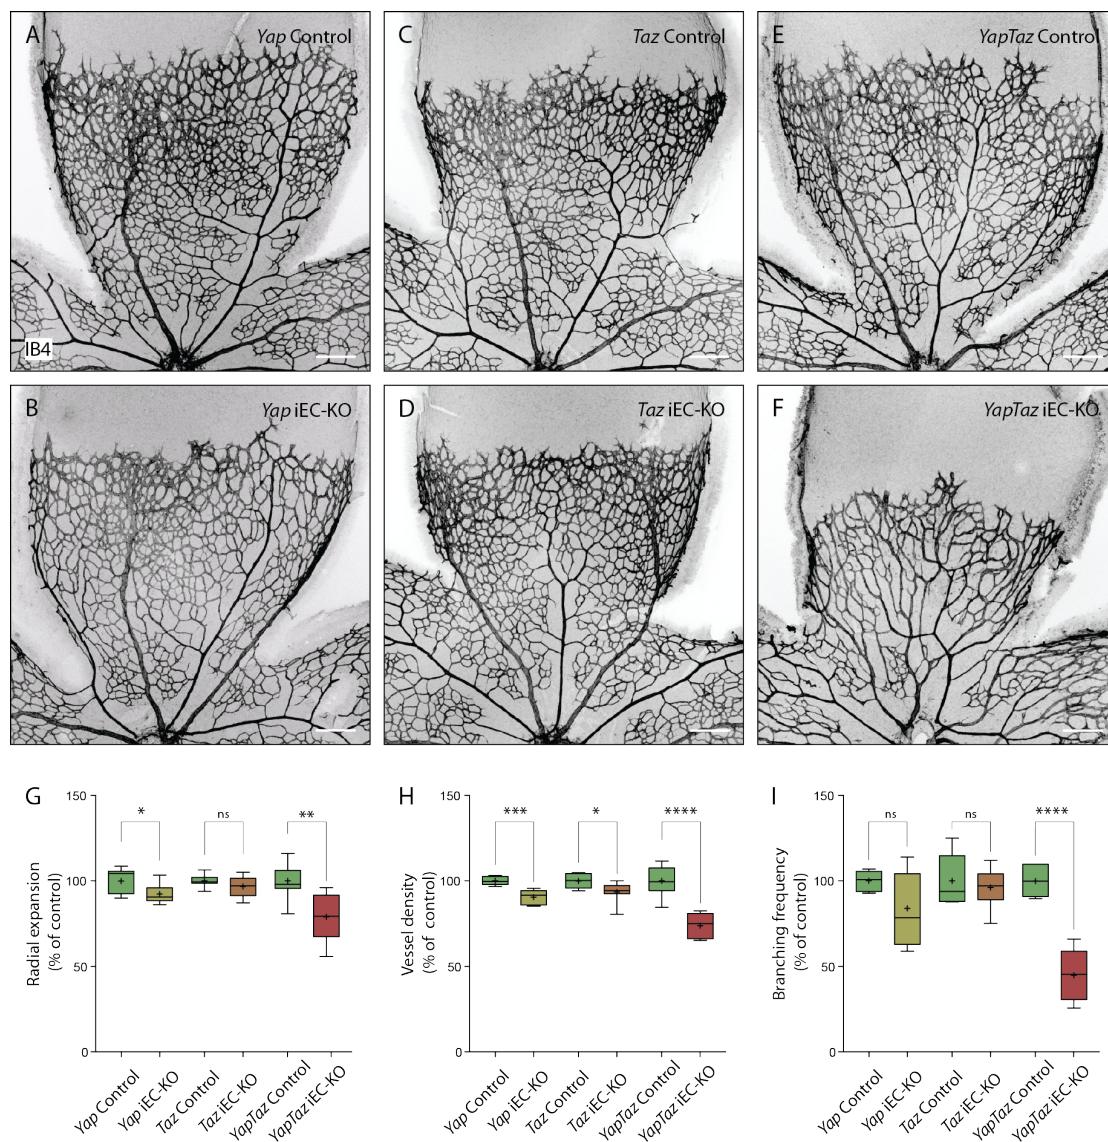 A
Yap Control
C
Taz Control
E
YapTaz Control
IB4
B
Yap iEC-KO
D
Taz iEC-KO
F
YapTaz iEC-KO
G
150
100
50
0
Radial expansion
(% of control)
*
ns
**
Yap Control
Yap iEC-KO
Taz Control
Taz iEC-KO
YapTaz Control
YapTaz iEC-KO
H
150
100
50
0
Vessel density
(% of control)
***
*
****
Yap Control
Yap iEC-KO
Taz Control
Taz iEC-KO
YapTaz Control
YapTaz iEC-KO
I
150
100
50
0
Branching frequency
(% of control)
ns
ns
****
Yap Control
Yap iEC-KO
Taz Control
Taz iEC-KO
YapTaz Control
YapTaz iEC-KO